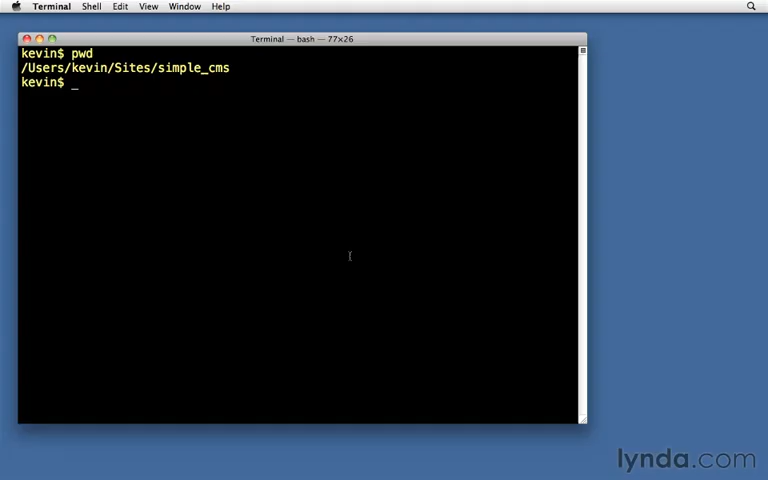 Terminal Shell Edit View Window Help
Terminal — bash — 77×26
kevin$ pwd
/Users/kevin/Sites/simple_cms
kevin$ _
lynda.com